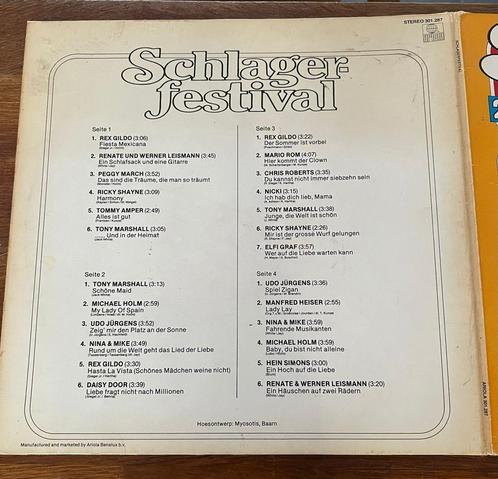 STEREO 301 287
Schlager-
festival
Seite 1
1. REX GILDO (3:06)
Fiesta Mexicana
2. RENATE UND WERNER LEISMANN (3:45)
Ein Schlafsack und eine Gitarre
3. PEGGY MARCH (3:52)
Das sind die Träume, die man so träumt
4. RICKY SHAYNE (3:09)
Harmony
5. TOMMY AMPER (2:49)
Alles ist gut
6. TONY MARSHALL (3:05)
..... Und in der Heimat
(Jack White)
Seite 2
1. TONY MARSHALL (3:13)
Schöne Maid
(Jack White)
2. MICHAEL HOLM (2:59)
My Lady Of Spain
3. UDO JÜRGENS (3:52)
Zeig' mir den Platz an der Sonne
4. NINA & MIKE (3:49)
Rund um die Welt geht das Lied der Liebe
5. REX GILDO (3:30)
Hasta La Vista (Schönes Mädchen weine nicht)
6. DAISY DOOR (3:39)
Liebe fragt nicht nach Millionen
Seite 3
1. REX GILDO (3:22)
Der Sommer ist vorbei
2. MARIO ROM (4:07)
Hier kommt der Clown
3. CHRIS ROBERTS (3:35)
Du kannst nicht immer siebzehn sein
4. NICKI (3:15)
Ich hab dich lieb, Mama
5. TONY MARSHALL (3:38)
Junge, die Welt ist schön
6. RICKY SHAYNE (2:26)
Mir ist der grosse Wurf gelungen
7. ELFI GRAF (3:57)
Wer auf die Liebe warten kann
Seite 4
1. UDO JÜRGENS (3:36)
Spiel Zigan
2. MANFRED HEISER (2:55)
Lady Lay
3. NINA & MIKE (3:53)
Fahrende Musikanten
4. MICHAEL HOLM (3:59)
Baby, du bist nicht alleine
5. HEIN SIMONS (3:00)
Ein Hoch auf die Liebe
6. RENATE & WERNER LEISMANN (3:20)
Ein Häuschen auf zwei Rädern
Hoesontwerp: Myosotis, Baarn
Manufactured and marketed by Ariola Benelux b.v.
ARIOLA 301 287